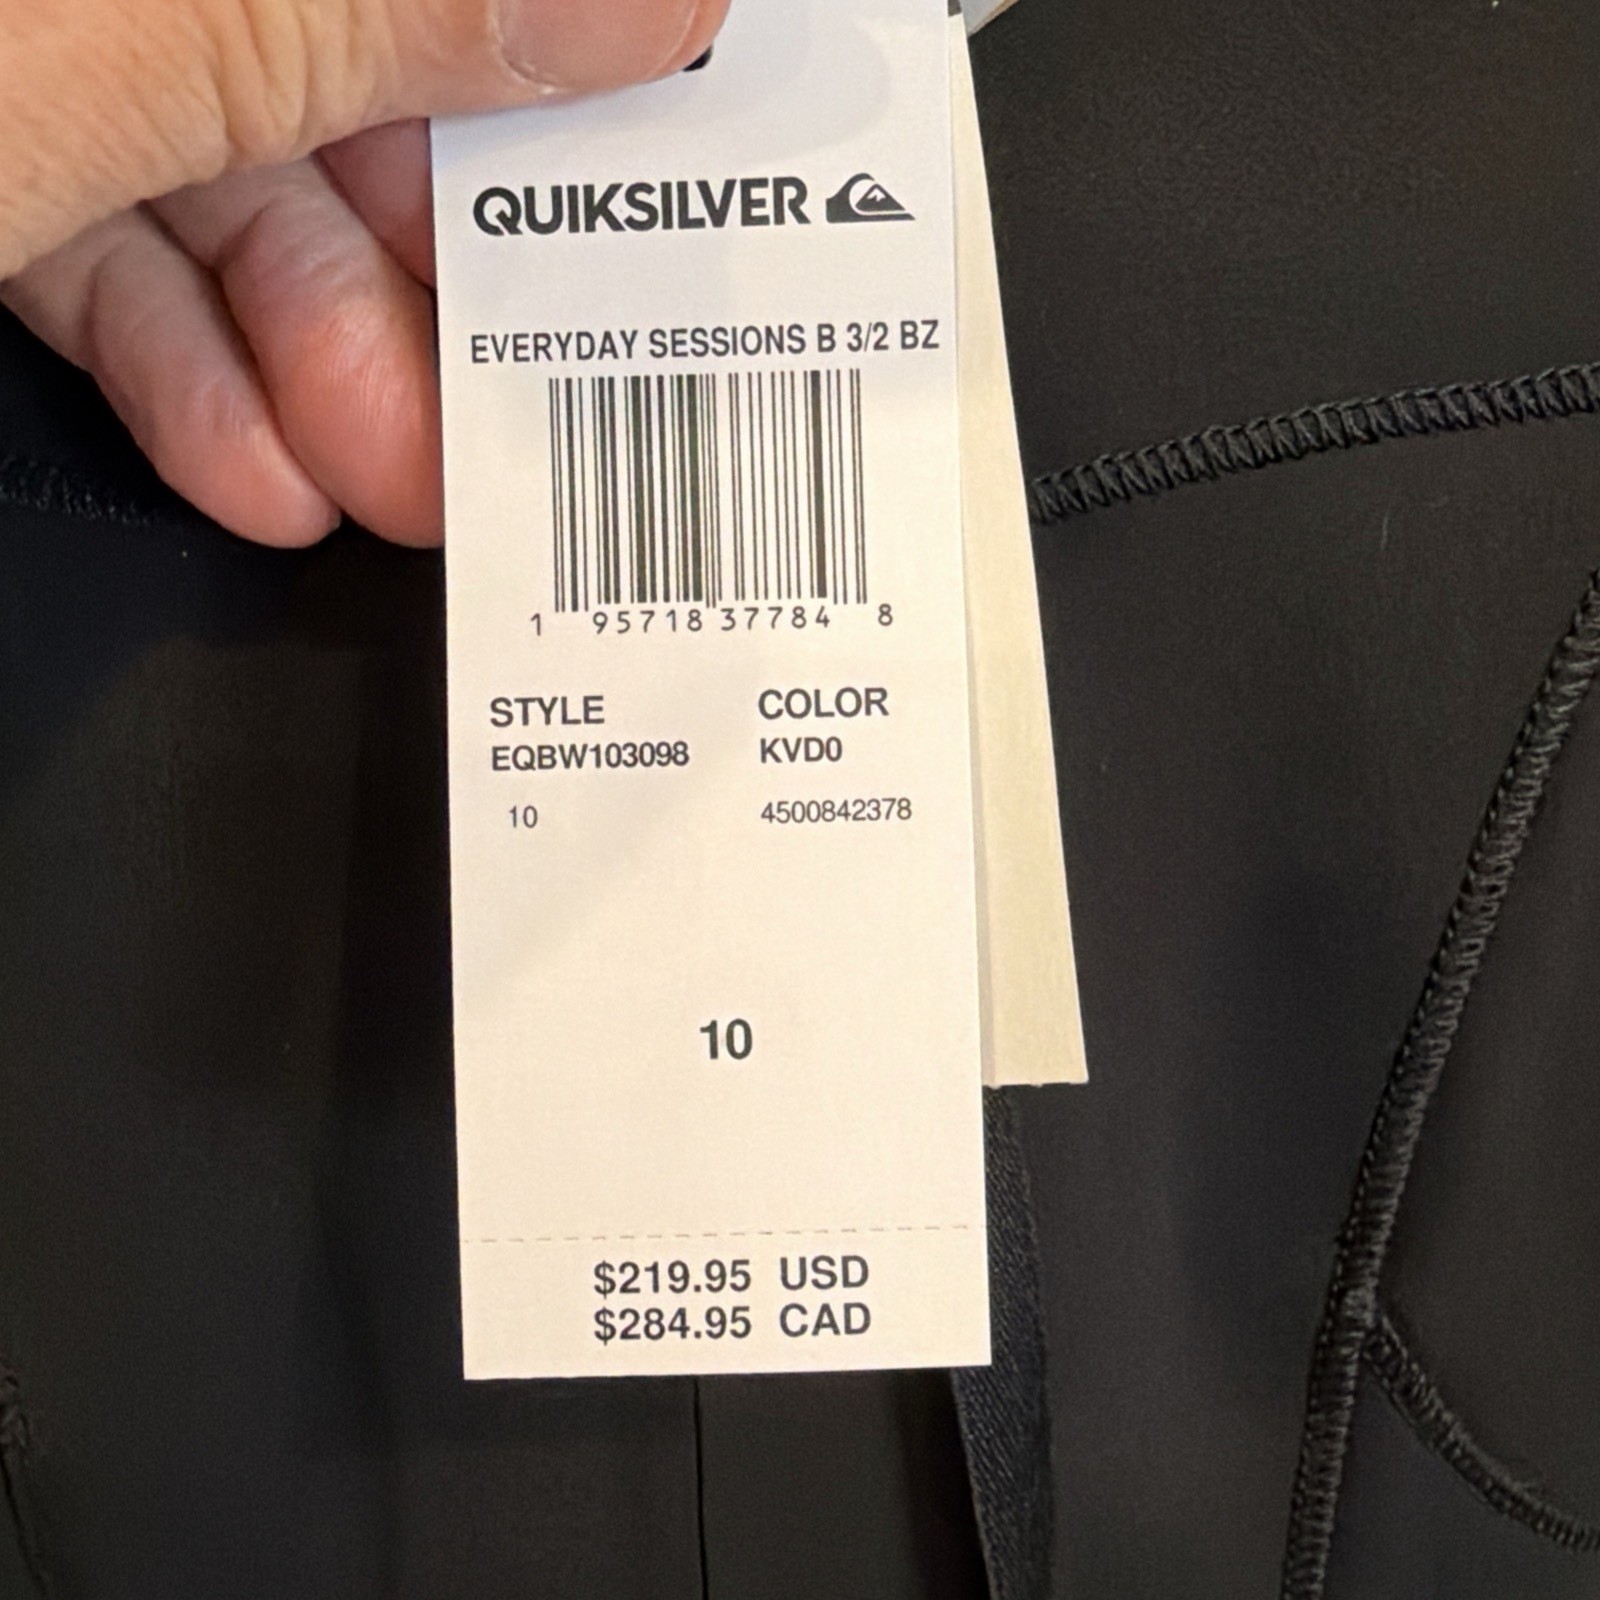 QUIKSILVER
EVERYDAY SESSIONS B 3/2 BZ
1 95718 37784 8
STYLE COLOR
EQBW103098 KVD0
10 4500842378
10
$219.95 USD
$284.95 CAD